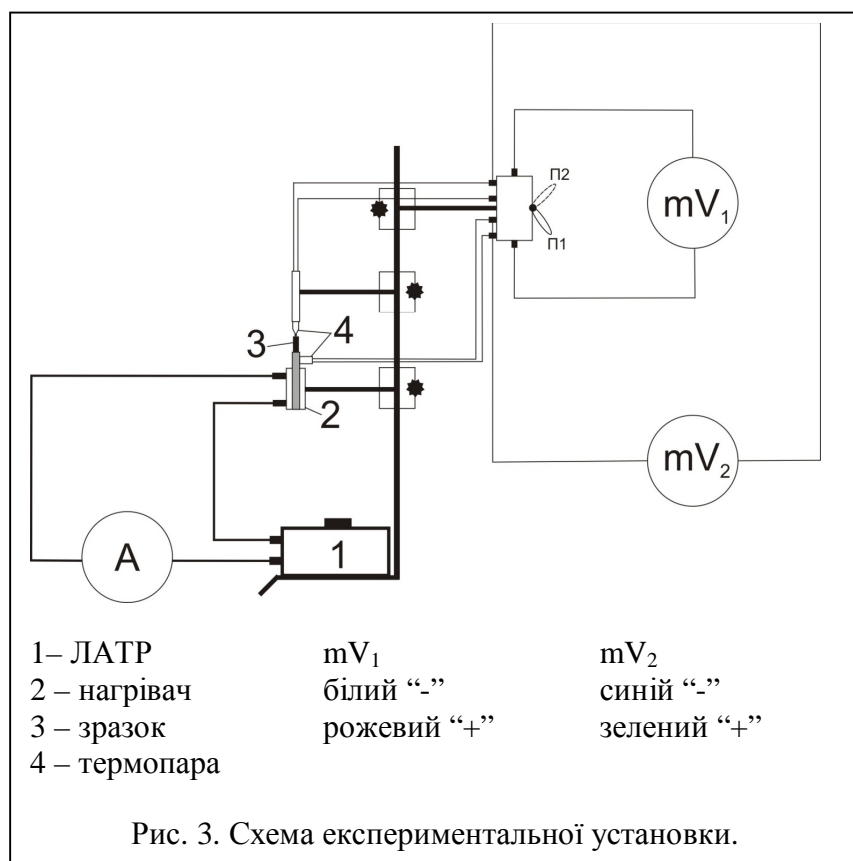 П2
mV₁
П1
4
3
2
mV₂
A
1
1– ЛАТР mV₁ mV₂
2 – нагрівач білий “-” синій “-”
3 – зразок рожевий “+” зелений “+”
4 – термопара
Рис. 3. Схема експериментальної установки.